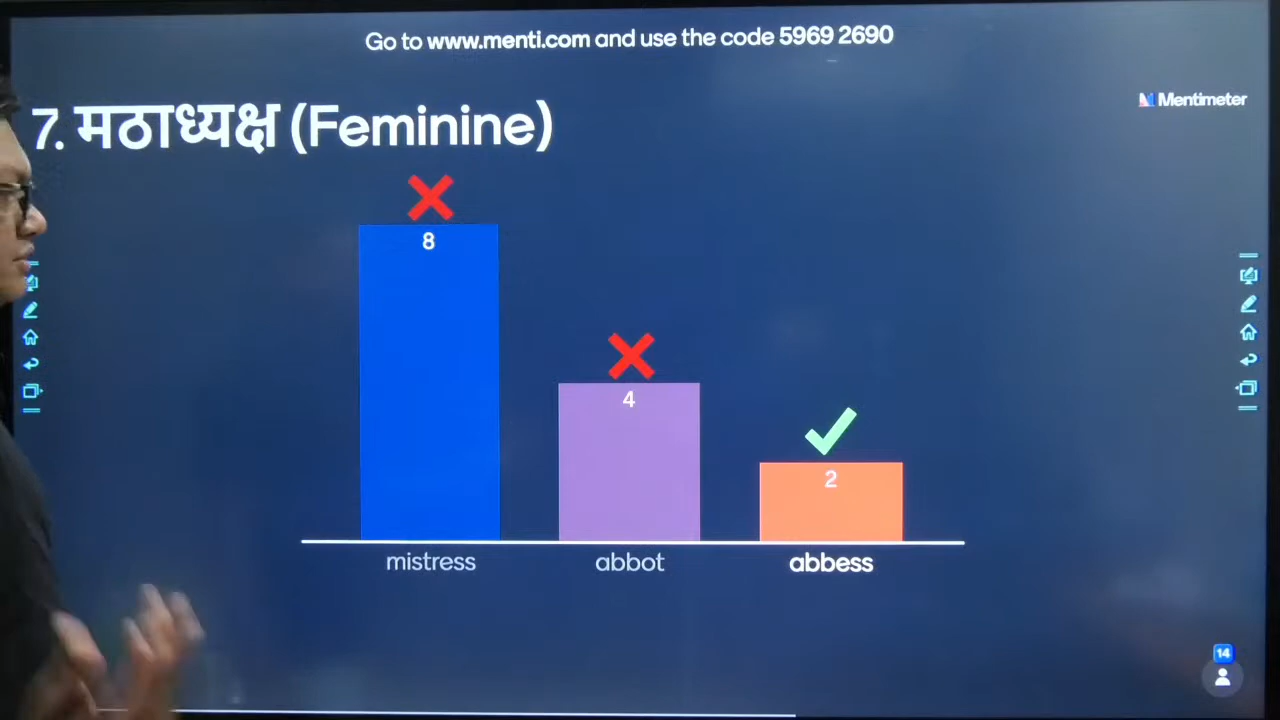 Go to www.menti.com and use the code 5969 2690
Mentimeter
7. मठाध्यक्ष (Feminine)
8
4
2
mistress
abbot
abbess
14